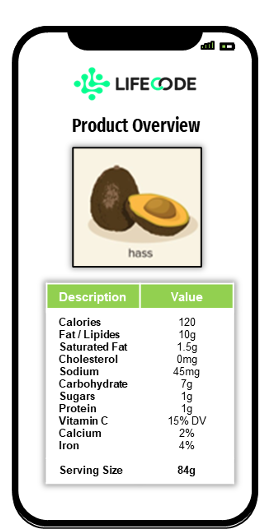 LIFECODE
Product Overview
hass
Description Value
Calories 120
Fat / Lipides 10g
Saturated Fat 1.5g
Cholesterol 0mg
Sodium 45mg
Carbohydrate 7g
Sugars 1g
Protein 1g
Vitamin C 15% DV
Calcium 2%
Iron 4%
Serving Size 84g